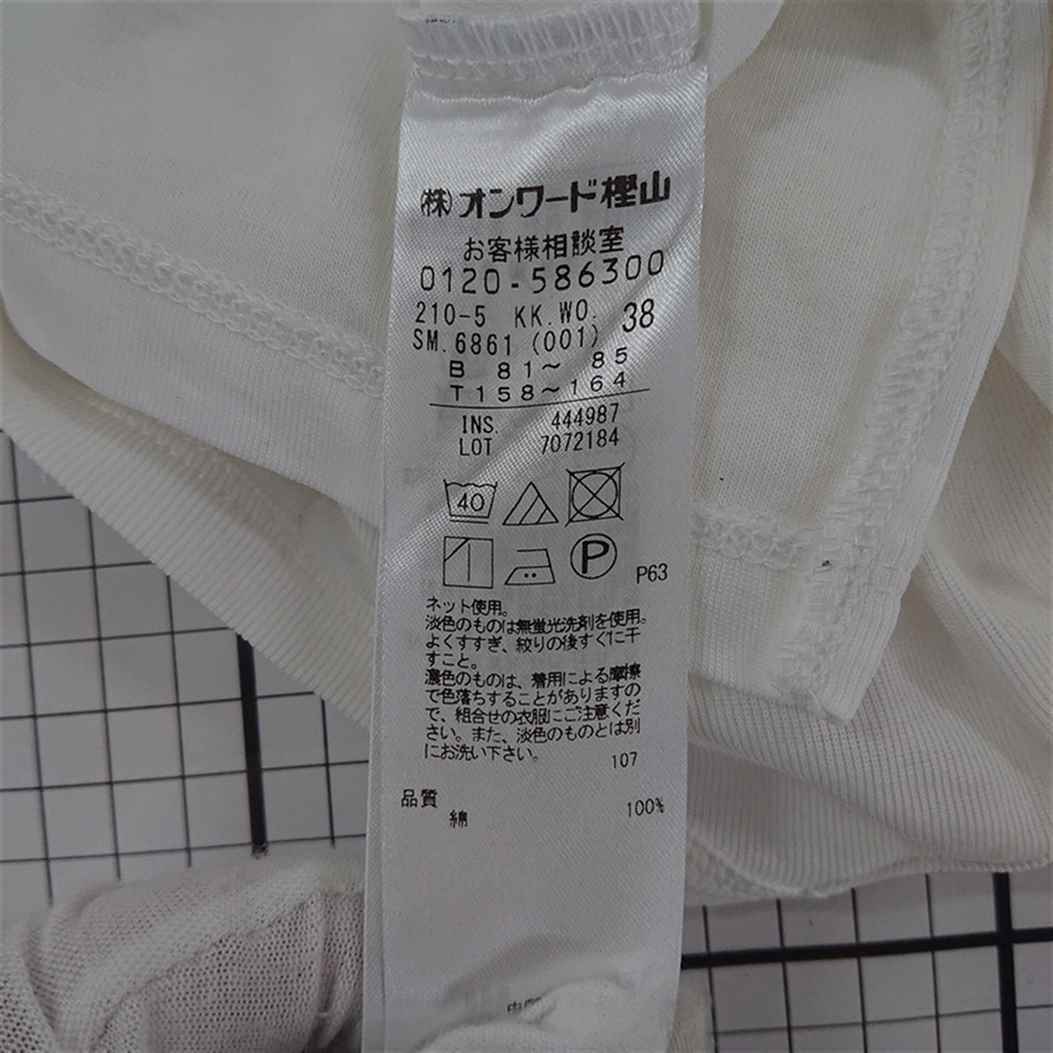 ㈱オンワード樫山
お客様相談室
0120-586300
210-5 KK.WO. 38
SM.6861 (001)
B 81～ 85
T158～164
INS. 444987
LOT 7072184
40
P P63
ネット使用。
淡色のものは無蛍光洗剤を使用。
よくすすぎ、絞りの後すぐに干
すこと。
濃色のものは、着用による摩擦
で色落ちすることがありますの
で、組合せの衣服にご注意くだ
さい。また、淡色のものとは別
にお洗い下さい。
107
品質
綿 100%